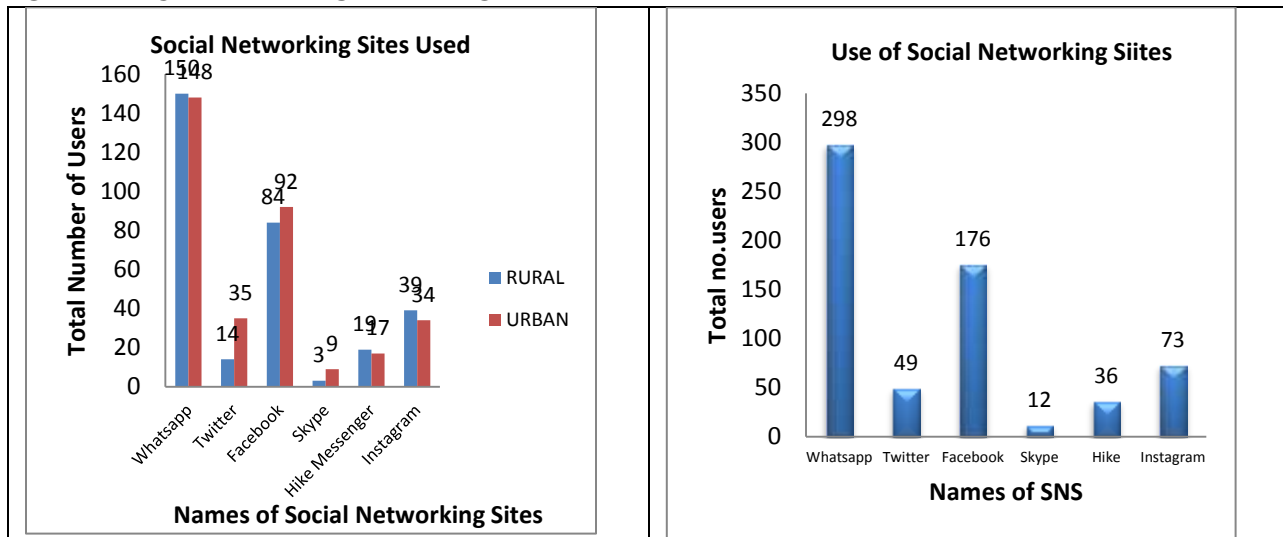 Social Networking Sites Used
150
148
160
140
120
100
80
60
40
20
0
Total Number of Users
14
35
84
92
3
9
19
17
39
34
RURAL
URBAN
Whatsapp
Twitter
Facebook
Skype
Hike Messenger
Instagram
Names of Social Networking Sites
Use of Social Networking Siites
350
300
250
200
150
100
50
0
Total no.users
298
49
176
12
36
73
Whatsapp Twitter Facebook Skype Hike Instagram
Names of SNS